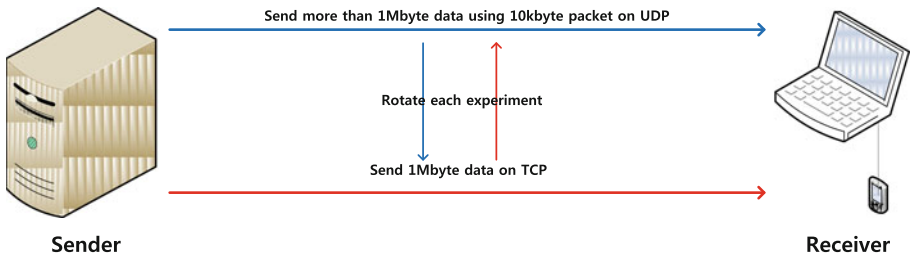 Send more than 1Mbyte data using 10kbyte packet on UDP
Rotate each experiment
Send 1Mbyte data on TCP
Sender
Receiver